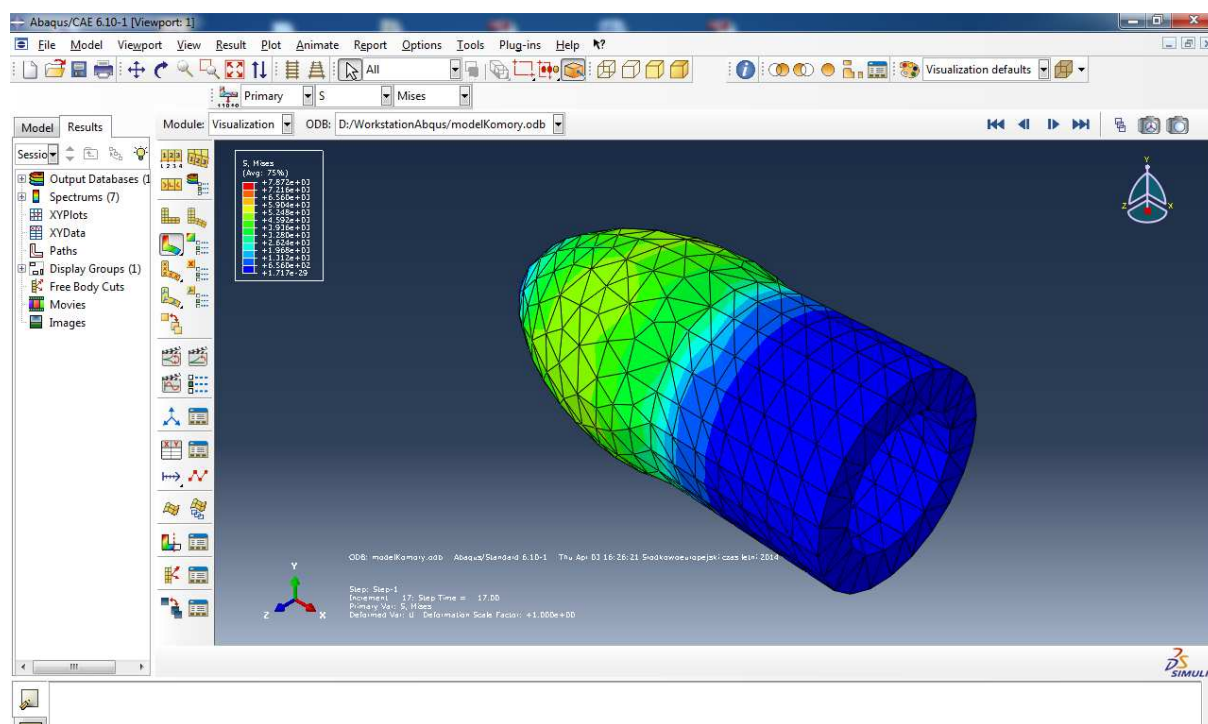 Abaqus/CAE 6.10-1 [Viewport: 1]
File Model Viewport View Result Plot Animate Report Options Tools Plug-ins Help
All Visualization defaults
Primary S Mises
Model Results Module: Visualization ODB: D:/WorkstationAbqus/modelKomory.odb
Sessio
Output Databases (1
Spectrums (7)
XYPlots
XYData
Paths
Display Groups (1)
Free Body Cuts
Movies
Images
S, Mises
(Avg: 75%)
+7.872e+03
+7.216e+03
+6.560e+03
+5.904e+03
+5.248e+03
+4.592e+03
+3.936e+03
+3.280e+03
+2.624e+03
+1.968e+03
+1.312e+03
+6.560e+02
+1.717e-29
Y
Z X
ODB: modelKomory.odb Abaqus/Standard 6.10-1 Thu Apr 03 16:26:21 czas letni 2014
Y
Z X
Step: Step-1
Increment 17: Step Time = 17.00
Primary Var: S, Mises
Deformed Var: U Deformation Scale Factor: +1.000e+00
SIMULI